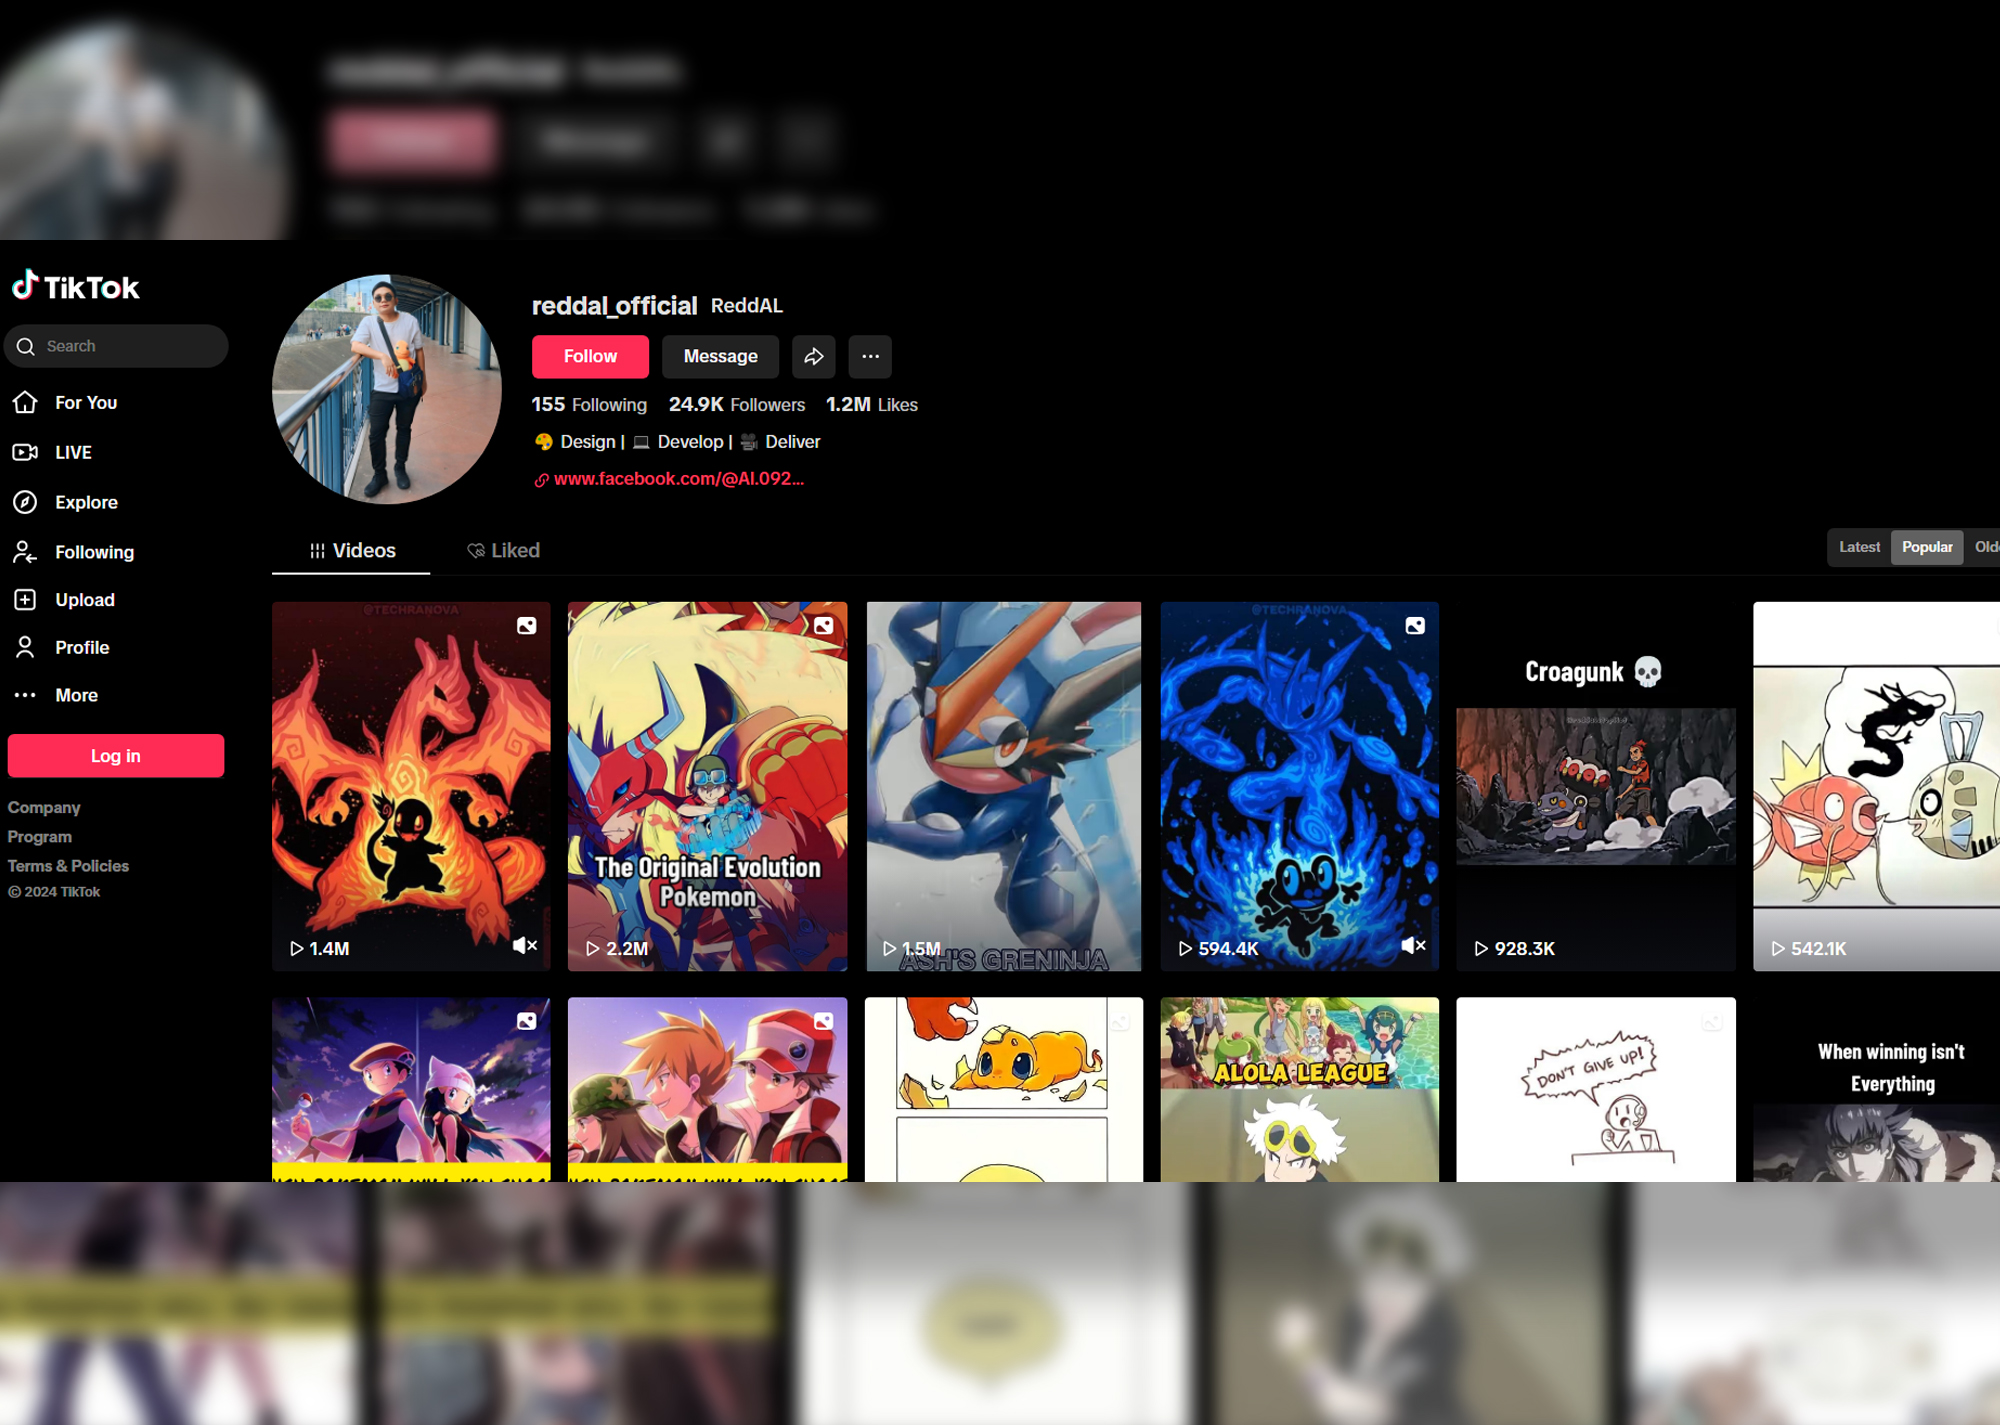 TikTok
Search
For You
LIVE
Explore
Following
Upload
Profile
More
Log in
Company
Program
Terms & Policies
© 2024 TikTok
reddal_official ReddAL
Follow
Message
155 Following 24.9K Followers 1.2M Likes
Design | Develop | Deliver
www.facebook.com/@Al.092...
Videos
Liked
Latest
Popular
@TECHRANOVA
1.4M
The Original Evolution
Pokemon
2.2M
ASH'S GRENINJA
1.5M
@TECHRANOVA
594.4K
Croagunk 💀
928.3K
542.1K
ALOLA LEAGUE
DON'T GIVE UP!
When winning isn't
Everything